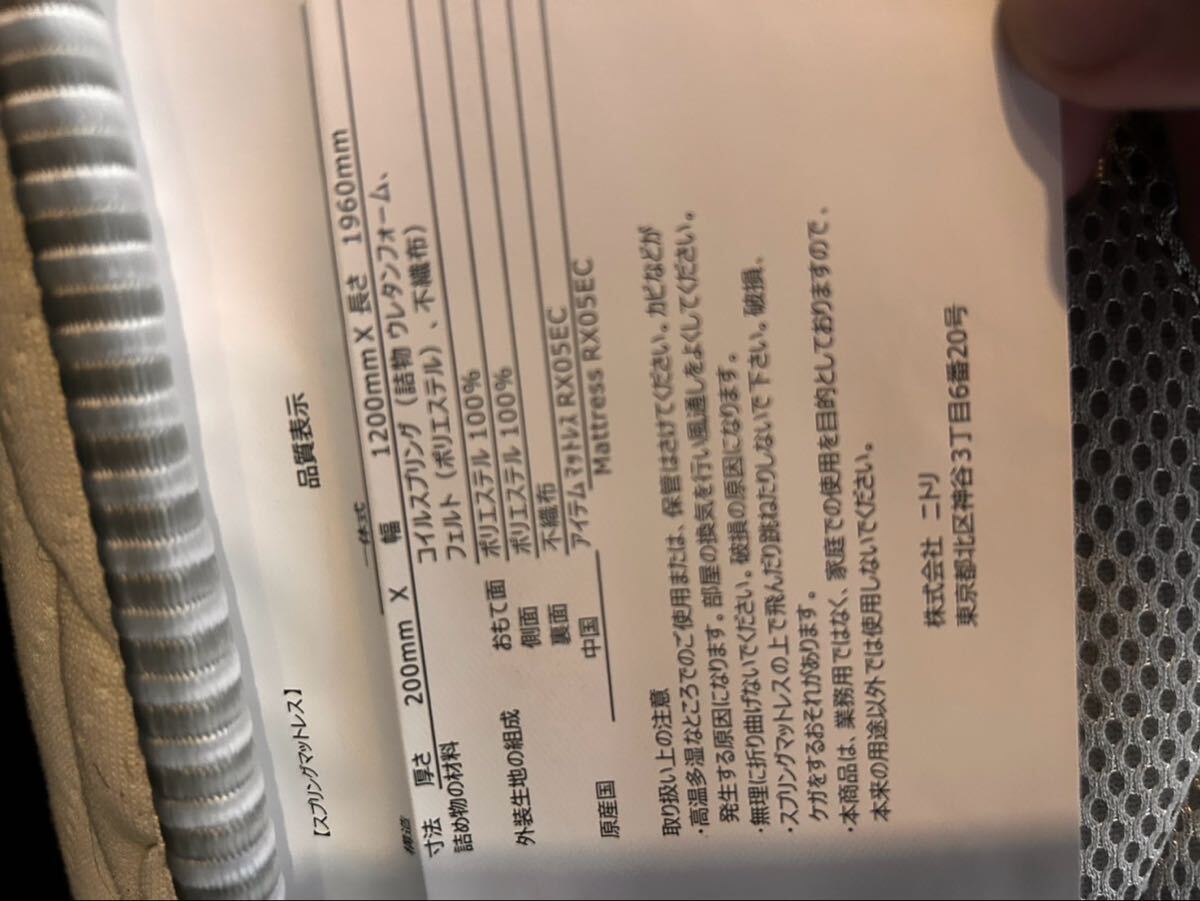 【スプリングマットレス】 品質表示
構造 一体式
寸法 厚さ 200mm X 幅 1200mm X 長さ 1960mm
詰め物の材料 コイルスプリング（詰物 ウレタンフォーム、
フェルト（ポリエステル）、不織布）
外装生地の組成 おもて面 ポリエステル 100%
側面 ポリエステル 100%
裏面 不織布
原産国 中国 アイテム マットレス RX05EC
Mattress RX05EC
取り扱い上の注意
・高温多湿なところでのご使用または、保管はさけてください。カビなどが
発生する原因になります。部屋の換気を行い風通しをよくしてください。
・無理に折り曲げないでください。破損の原因になります。
・スプリングマットレスの上で飛んだり跳ねたりしないで下さい。破損、
ケガをするおそれがあります。
・本商品は、業務用ではなく、家庭での使用を目的としておりますので、
本来の用途以外では使用しないでください。
株式会社 ニトリ
東京都北区神谷3丁目6番20号